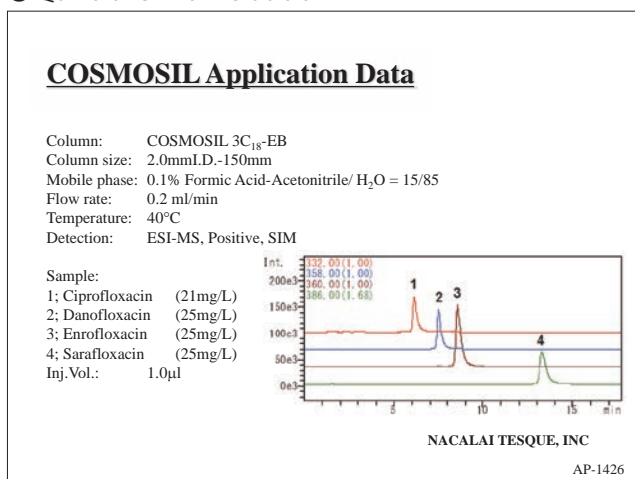 COSMOSIL Application Data
Column: COSMOSIL 3C18-EB
Column size: 2.0mmI.D.-150mm
Mobile phase: 0.1% Formic Acid-Acetonitrile/ H2O = 15/85
Flow rate: 0.2 ml/min
Temperature: 40°C
Detection: ESI-MS, Positive, SIM
Sample:
1; Ciprofloxacin (21mg/L)
2; Danofloxacin (25mg/L)
3; Enrofloxacin (25mg/L)
4; Sarafloxacin (25mg/L)
Inj.Vol.: 1.0µl
Int.
332.00(1.00)
358.00(1.00)
360.00(1.00)
386.00(1.68)
200e3
150e3
100e3
50e3
0e3
1
2
3
4
5 10 15 min
NACALAI TESQUE, INC
AP-1426